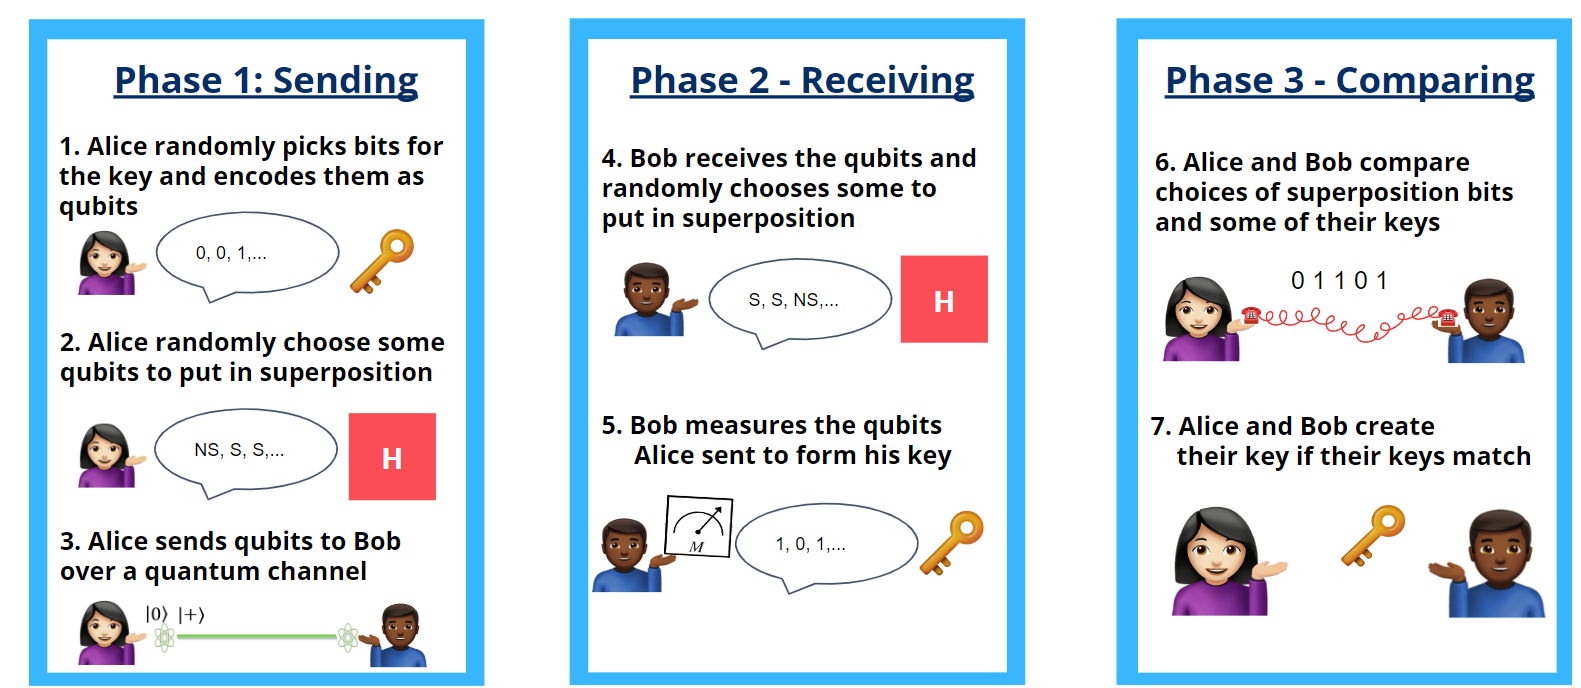 Phase 1: Sending
1. Alice randomly picks bits for
the key and encodes them as
qubits
0, 0, 1,...
2. Alice randomly choose some
qubits to put in superposition
NS, S, S,...
H
3. Alice sends qubits to Bob
over a quantum channel
|0⟩ |+⟩
Phase 2 - Receiving
4. Bob receives the qubits and
randomly chooses some to
put in superposition
S, S, NS,...
H
5. Bob measures the qubits
Alice sent to form his key
M
1, 0, 1,...
Phase 3 - Comparing
6. Alice and Bob compare
choices of superposition bits
and some of their keys
0 1 1 0 1
7. Alice and Bob create
their key if their keys match